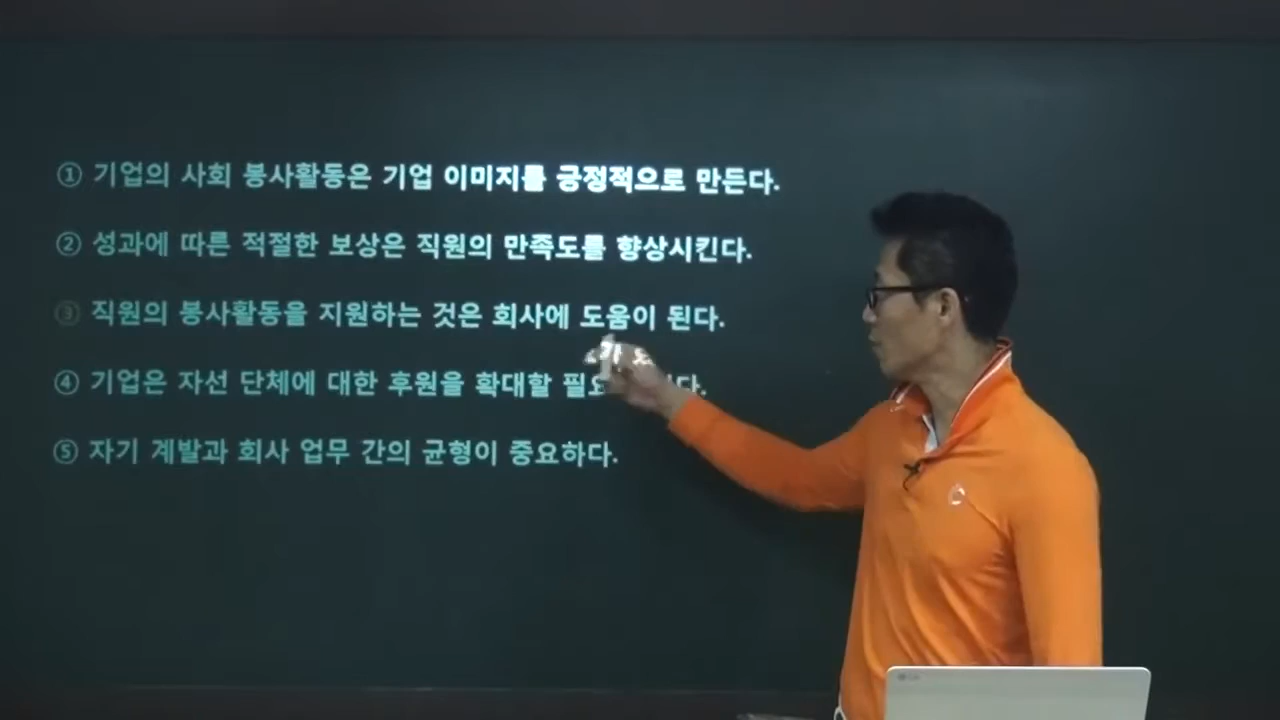 ① 기업의 사회 봉사활동은 기업 이미지를 긍정적으로 만든다.
② 성과에 따른 적절한 보상은 직원의 만족도를 향상시킨다.
③ 직원의 봉사활동을 지원하는 것은 회사에 도움이 된다.
④ 기업은 자선 단체에 대한 후원을 확대할
⑤ 자기 계발과 회사 업무 간의 균형이 중요하다.
LG